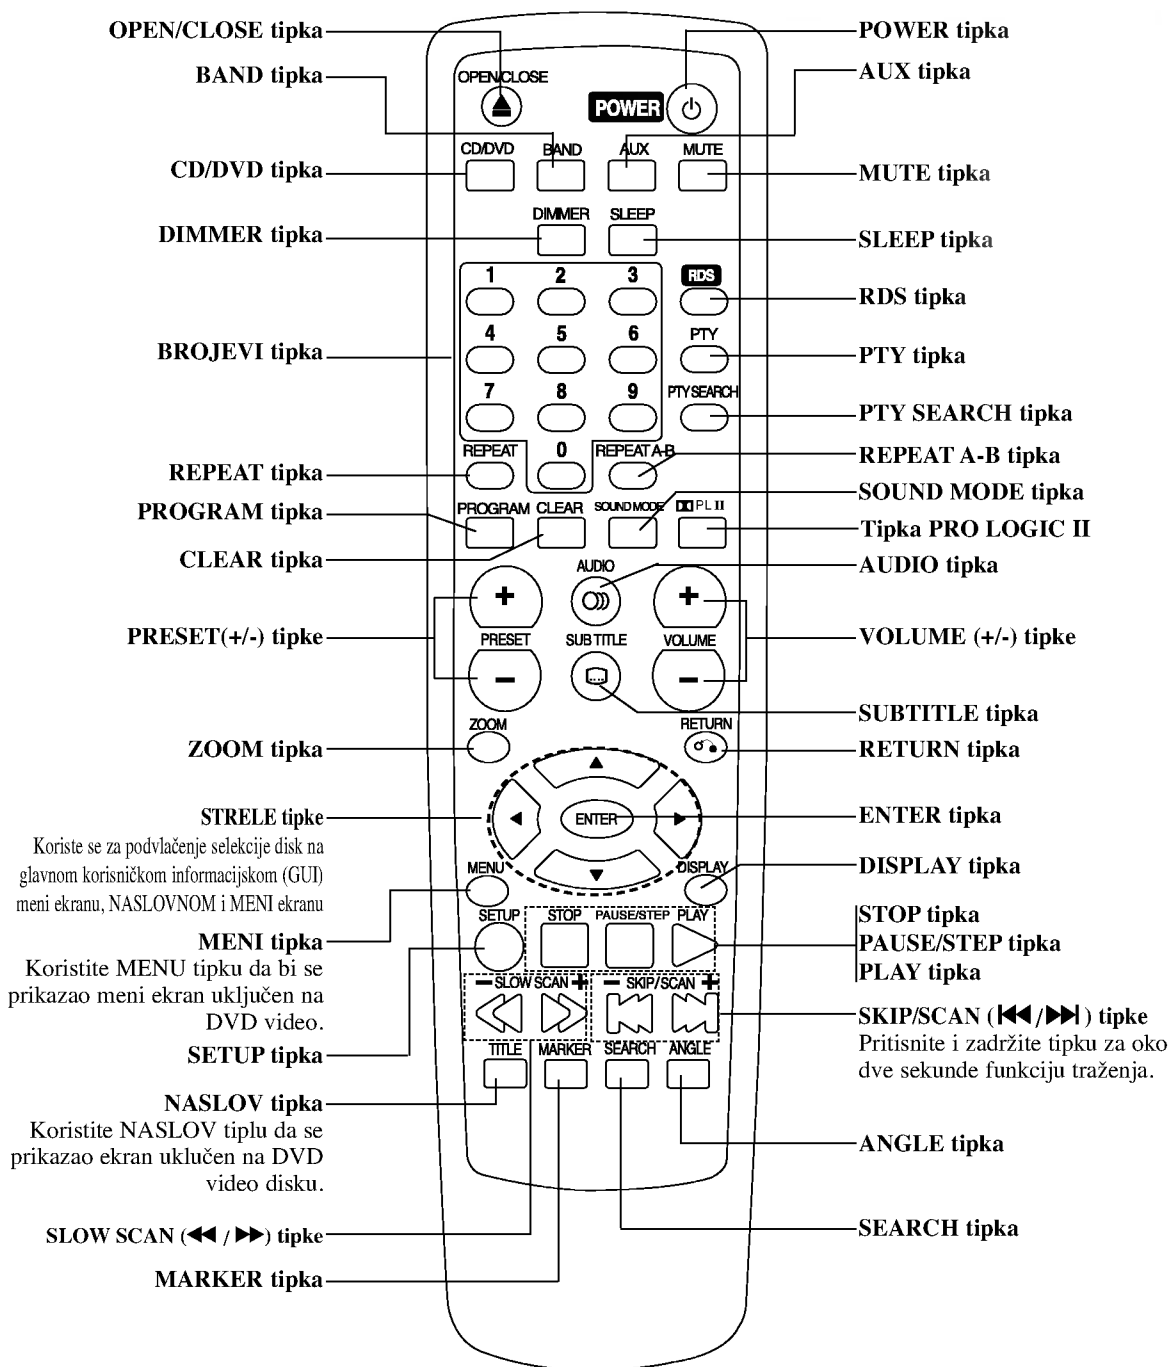 OPEN/CLOSE tipka
BAND tipka
CD/DVD tipka
DIMMER tipka
BROJEVI tipka
REPEAT tipka
PROGRAM tipka
CLEAR tipka
PRESET(+/-) tipke
ZOOM tipka
STRELE tipke
Koriste se za podvlačenje selekcije disk na
glavnom korisničkom informacijskom (GUI)
meni ekranu, NASLOVNOM i MENI ekranu
MENI tipka
Koristite MENU tipku da bi se
prikazao meni ekran uključen na
DVD video.
SETUP tipka
NASLOV tipka
Koristite NASLOV tiplu da se
prikazao ekran uklučen na DVD
video disku.
SLOW SCAN (◀◀ / ▶▶) tipke
MARKER tipka
OPEN/CLOSE
POWER
CD/DVD BAND AUX MUTE
DIMMER SLEEP
1 2 3 RDS
4 5 6 PTY
7 8 9 PTY SEARCH
REPEAT 0 REPEAT A-B
PROGRAM CLEAR SOUND MODE PL II
AUDIO
+ +
PRESET SUBTITLE VOLUME
− −
ZOOM RETURN
ENTER
MENU DISPLAY
SETUP STOP PAUSE/STEP PLAY
− SLOW SCAN + − SKIP/SCAN +
TITLE MARKER SEARCH ANGLE
POWER tipka
AUX tipka
MUTE tipka
SLEEP tipka
RDS tipka
PTY tipka
PTY SEARCH tipka
REPEAT A-B tipka
SOUND MODE tipka
Tipka PRO LOGIC II
AUDIO tipka
VOLUME (+/-) tipke
SUBTITLE tipka
RETURN tipka
ENTER tipka
DISPLAY tipka
STOP tipka
PAUSE/STEP tipka
PLAY tipka
SKIP/SCAN (|◀◀ / ▶▶|) tipke
Pritisnite i zadržite tipku za oko
dve sekunde funkciju traženja.
ANGLE tipka
SEARCH tipka